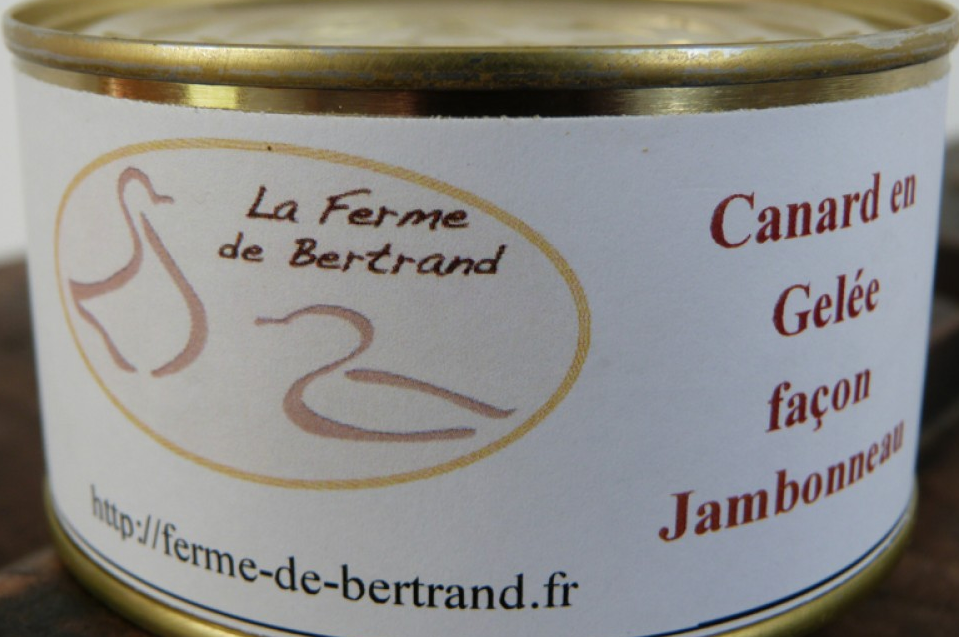 La Ferme
de Bertrand
http://ferme-de-bertrand.fr
Canard en
Gelée
façon
Jambonneau